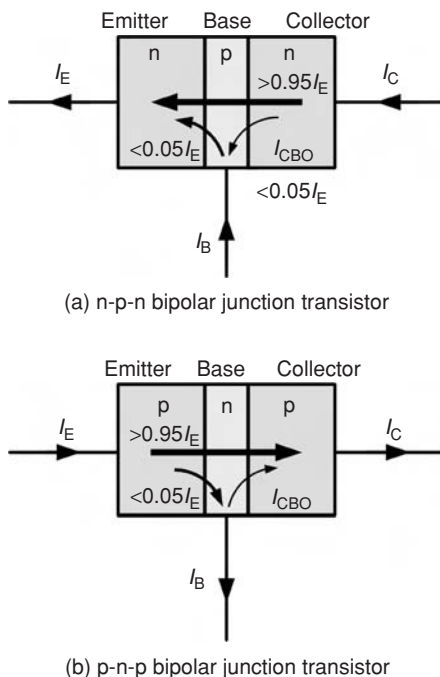 Emitter Base Collector
n p n
I_E >0.95I_E I_C
<0.05I_E I_CBO
<0.05I_E
I_B
(a) n-p-n bipolar junction transistor
Emitter Base Collector
p n p
I_E >0.95I_E I_C
<0.05I_E I_CBO
I_B
(b) p-n-p bipolar junction transistor